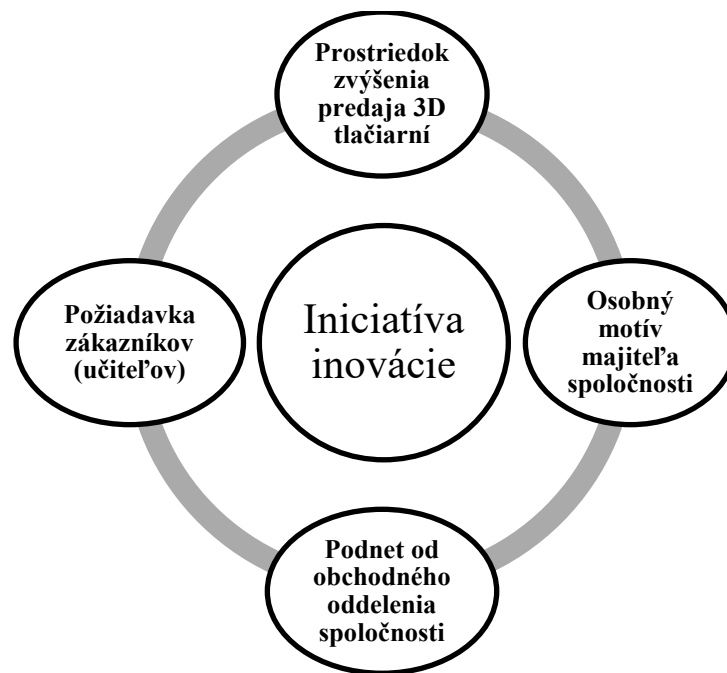 Prostriedok
zvýšenia
predaja 3D
tlačiarní
Požiadavka
zákazníkov
(učiteľov)
Iniciatíva
inovácie
Osobný
motív
majiteľa
spoločnosti
Podnet od
obchodného
oddelenia
spoločnosti